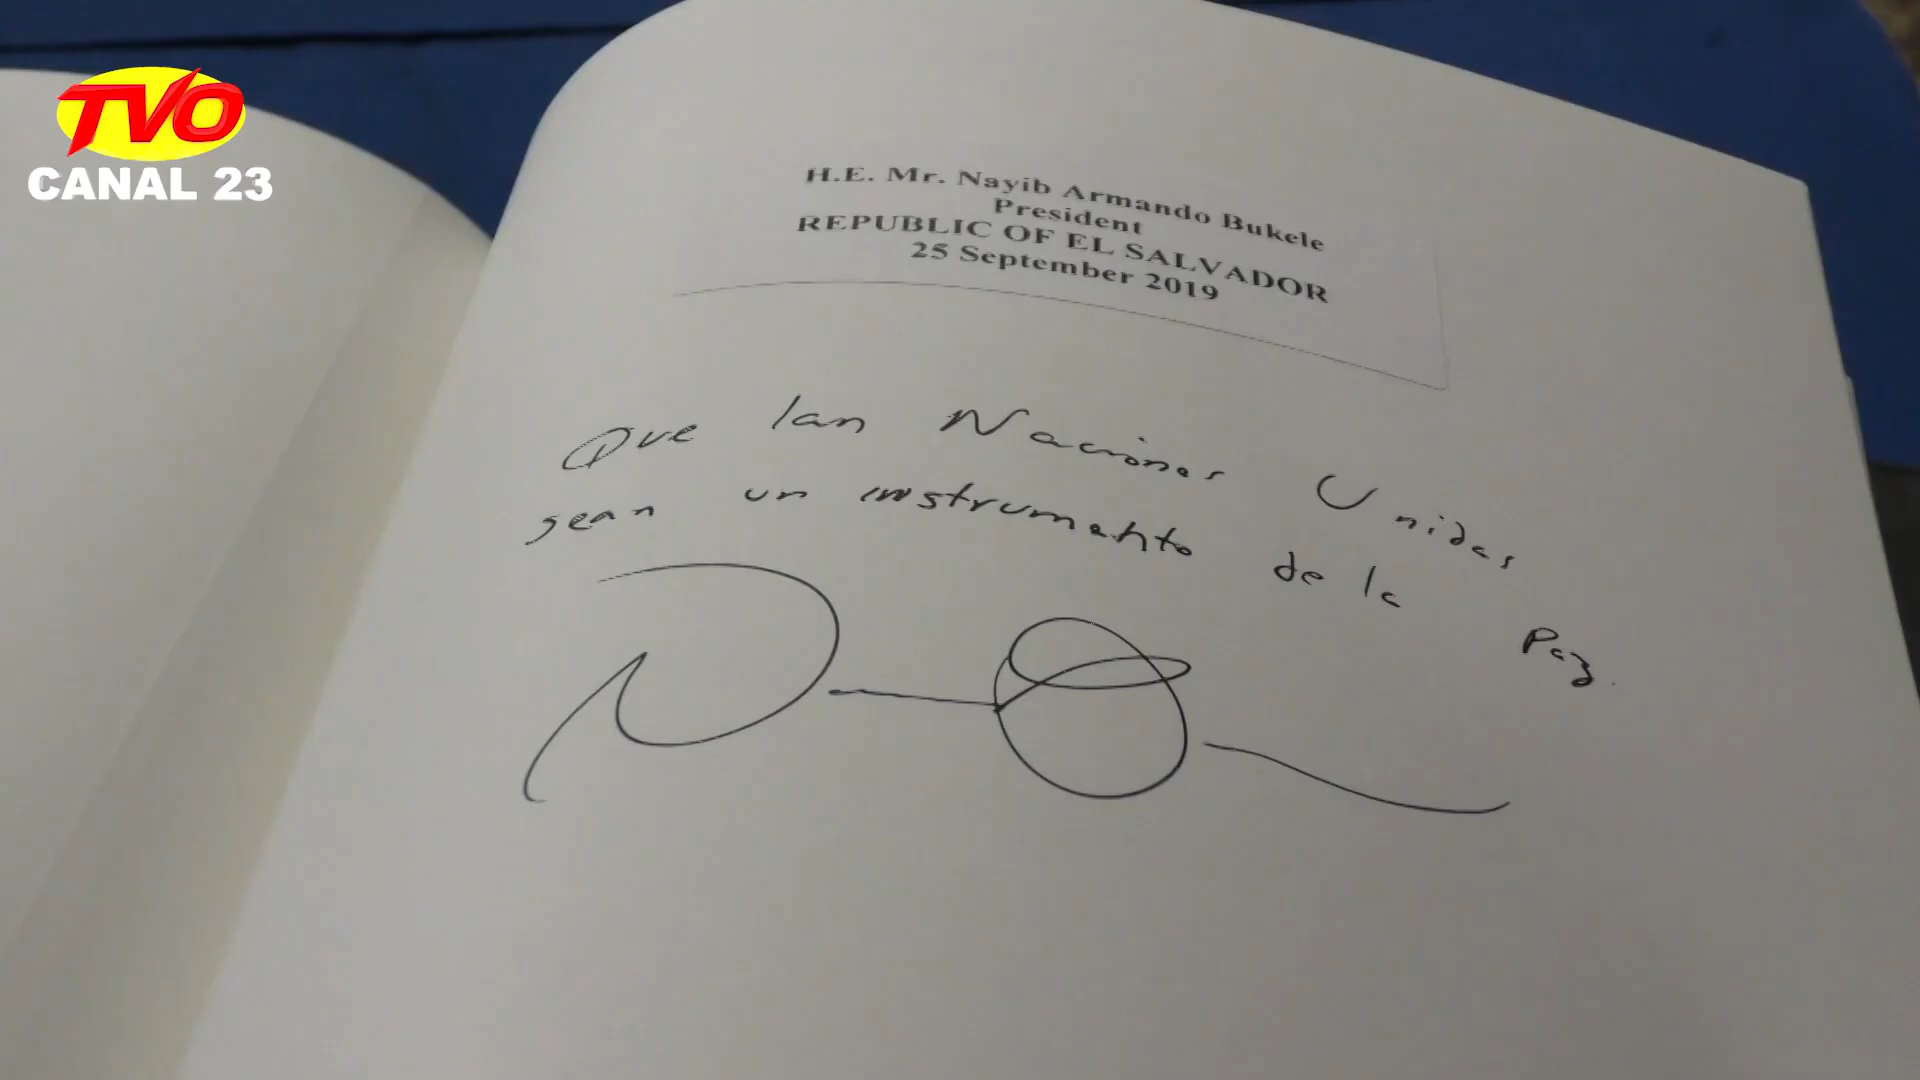 TVO
CANAL 23
H.E. Mr. Nayib Armando Bukele
President
REPUBLIC OF EL SALVADOR
25 September 2019
Que las Naciones Unidas
sean un instrumento de la Paz.